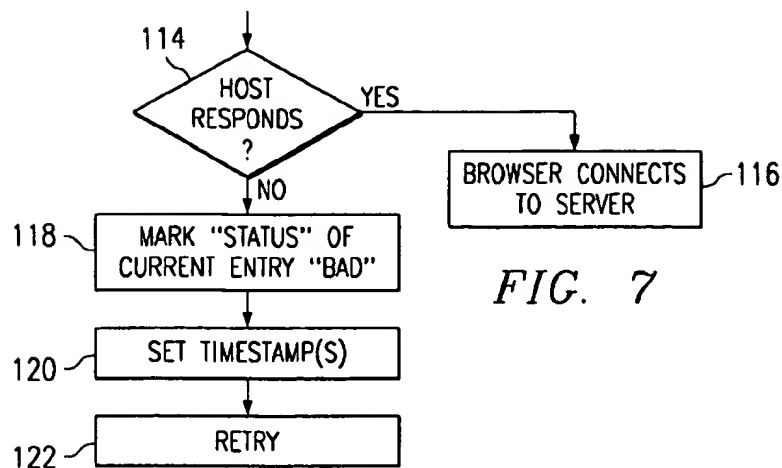 114
HOST
RESPONDS
?
YES
NO
BROWSER CONNECTS
TO SERVER
116
118
MARK "STATUS" OF
CURRENT ENTRY "BAD"
FIG. 7
120
SET TIMESTAMP(S)
122
RETRY